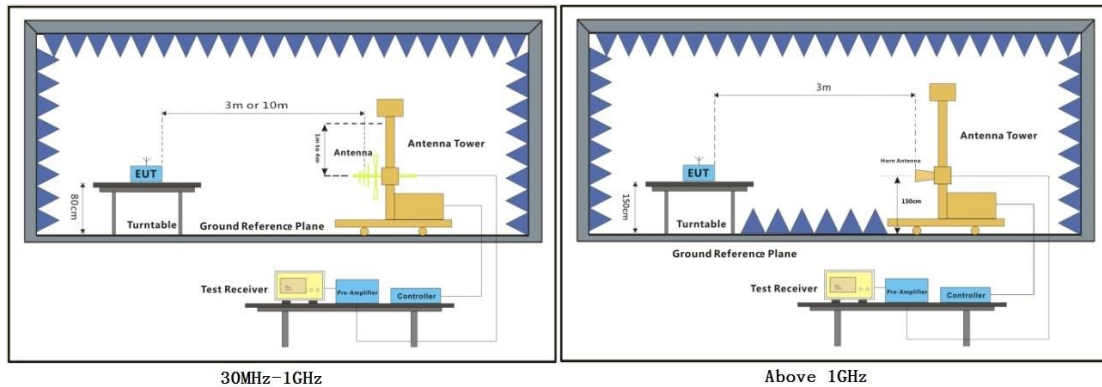 3m or 10m
1m to 4m
Antenna
Antenna Tower
EUT
80cm
Turntable
Ground Reference Plane
Test Receiver
Pre-Amplifier
Controller
30MHz-1GHz
3m
Antenna Tower
Horn Antenna
EUT
150cm
150cm
Turntable
Ground Reference Plane
Test Receiver
Pre-Amplifier
Controller
Above 1GHz